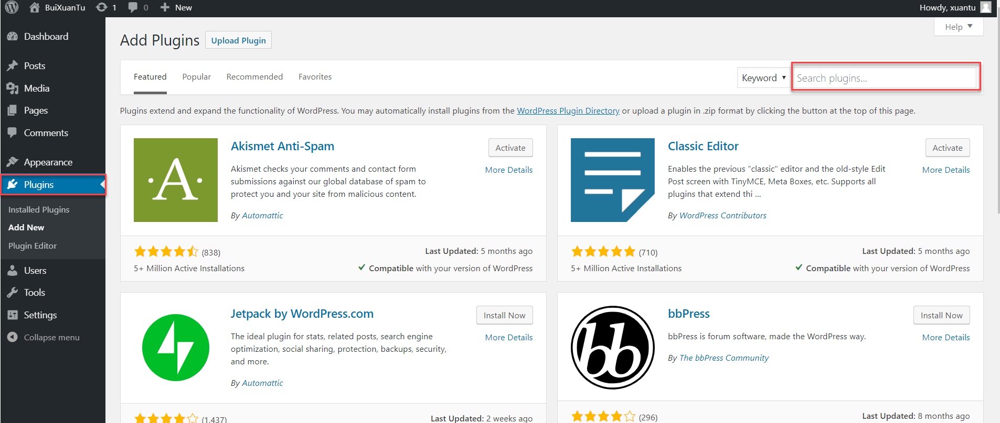 BuiXuanTu 1 0 New
Howdy, xuantu
Dashboard
Posts
Media
Pages
Comments
Appearance
Plugins
Installed Plugins
Add New
Plugin Editor
Users
Tools
Settings
Collapse menu
Help
Add Plugins Upload Plugin
Featured Popular Recommended Favorites
Keyword Search plugins...
Plugins extend and expand the functionality of WordPress. You may automatically install plugins from the WordPress Plugin Directory or upload a plugin in .zip format by clicking the button at the top of this page.
A
Akismet Anti-Spam
Activate
More Details
Akismet checks your comments and contact form
submissions against our global database of spam to
protect you and your site from malicious content.
By Automattic
(838)
Last Updated: 5 months ago
5+ Million Active Installations
Compatible with your version of WordPress
Classic Editor
Activate
More Details
Enables the previous "classic" editor and the old-style Edit
Post screen with TinyMCE, Meta Boxes, etc. Supports all
plugins that extend thi ...
By WordPress Contributors
(710)
Last Updated: 5 months ago
5+ Million Active Installations
Compatible with your version of WordPress
Jetpack by WordPress.com
Install Now
More Details
The ideal plugin for stats, related posts, search engine
optimization, social sharing, protection, backups, security,
and more.
By Automattic
(1,437)
Last Updated: 2 weeks ago
bb
bbPress
Install Now
More Details
bbPress is forum software, made the WordPress way.
By The bbPress Community
(296)
Last Updated: 8 months ago